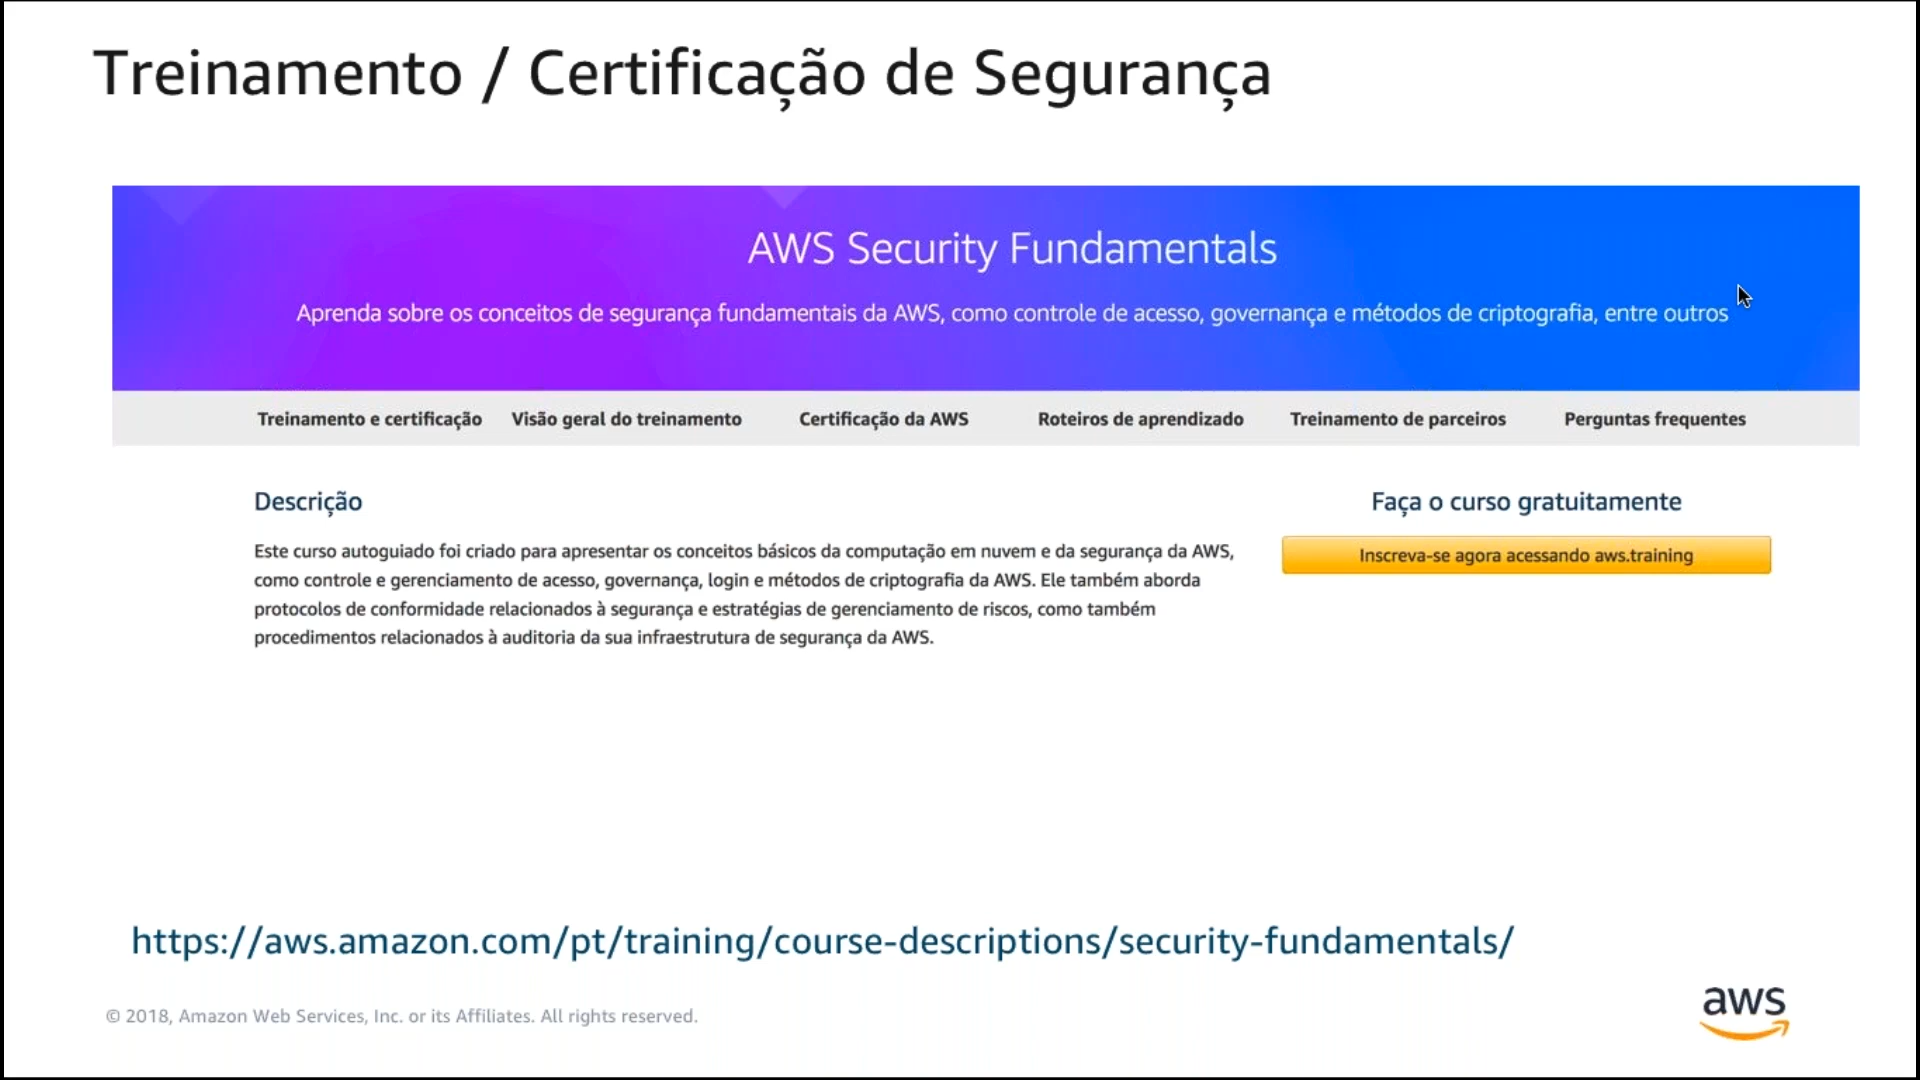 Treinamento / Certificação de Segurança
AWS Security Fundamentals
Aprenda sobre os conceitos de segurança fundamentais da AWS, como controle de acesso, governança e métodos de criptografia, entre outros
Treinamento e certificação Visão geral do treinamento Certificação da AWS Roteiros de aprendizado Treinamento de parceiros Perguntas frequentes
Descrição
Este curso autoguiado foi criado para apresentar os conceitos básicos da computação em nuvem e da segurança da AWS,
como controle e gerenciamento de acesso, governança, login e métodos de criptografia da AWS. Ele também aborda
protocolos de conformidade relacionados à segurança e estratégias de gerenciamento de riscos, como também
procedimentos relacionados à auditoria da sua infraestrutura de segurança da AWS.
Faça o curso gratuitamente
Inscreva-se agora acessando aws.training
https://aws.amazon.com/pt/training/course-descriptions/security-fundamentals/
© 2018, Amazon Web Services, Inc. or its Affiliates. All rights reserved.
aws